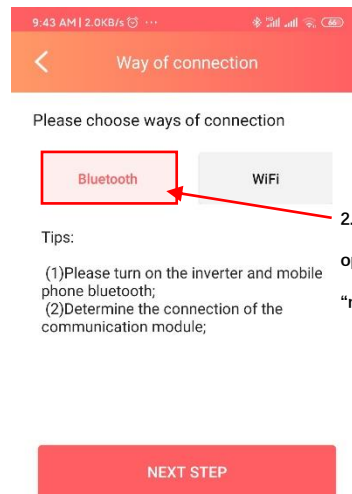 9:43 AM | 2.0KB/s ...
66
Way of connection
Please choose ways of connection
Bluetooth
WiFi
2.
Tips:
(1)Please turn on the inverter and mobile
phone bluetooth;
(2)Determine the connection of the
communication module;
NEXT STEP